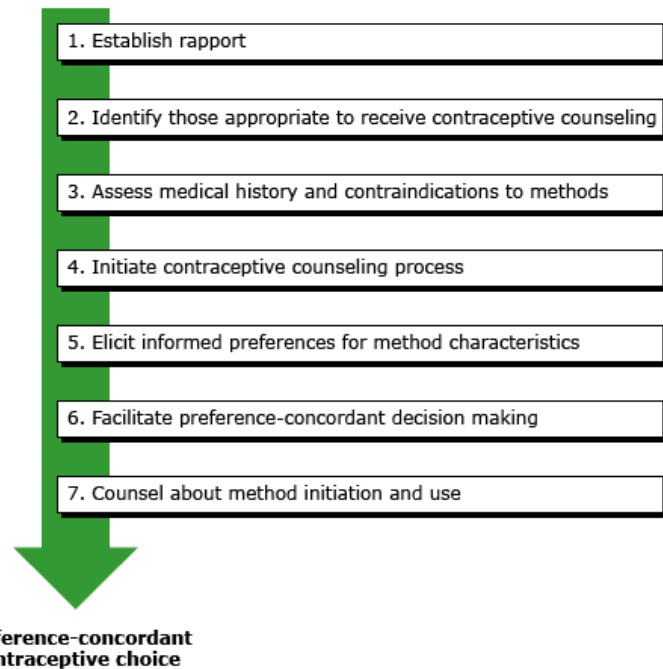 1. Establish rapport
2. Identify those appropriate to receive contraceptive counseling
3. Assess medical history and contraindications to methods
4. Initiate contraceptive counseling process
5. Elicit informed preferences for method characteristics
6. Facilitate preference-concordant decision making
7. Counsel about method initiation and use
ference-concordant
ntraceptive choice